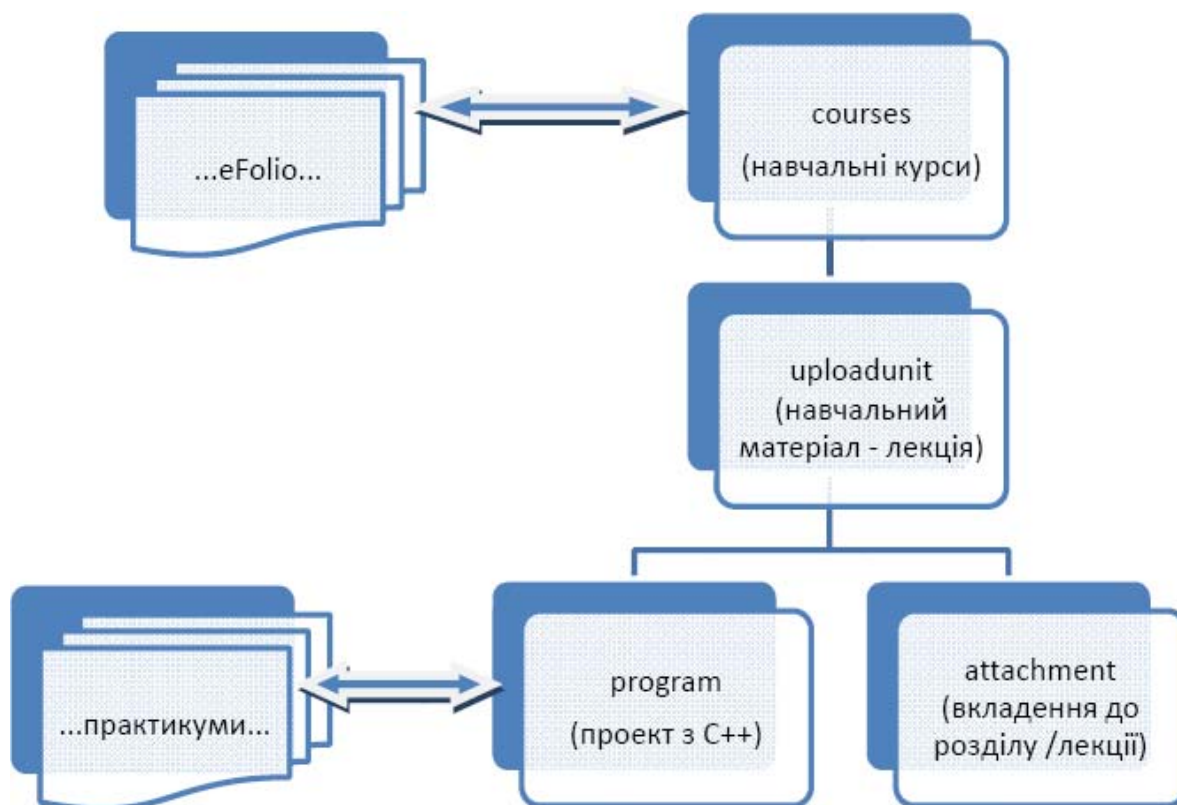 ...eFolio...
courses
(навчальні курси)
uploadunit
(навчальний
матеріал - лекція)
...практикуми...
program
(проект з С++)
attachment
(вкладення до
розділу /лекції)